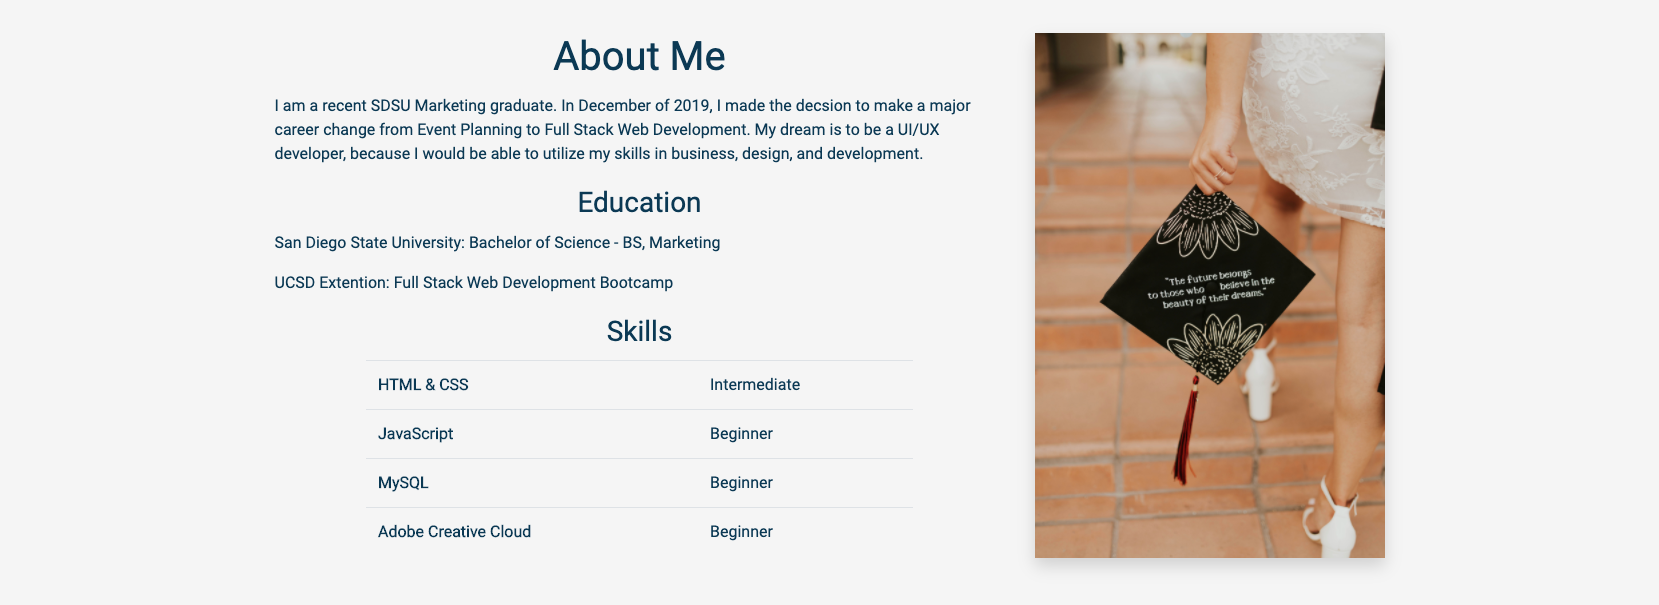 About Me
I am a recent SDSU Marketing graduate. In December of 2019, I made the decsion to make a major
career change from Event Planning to Full Stack Web Development. My dream is to be a UI/UX
developer, because I would be able to utilize my skills in business, design, and development.
Education
San Diego State University: Bachelor of Science - BS, Marketing
UCSD Extention: Full Stack Web Development Bootcamp
Skills
HTML & CSS Intermediate
JavaScript Beginner
MySQL Beginner
Adobe Creative Cloud Beginner
"The future belongs
to those who believe in the
beauty of their dreams."